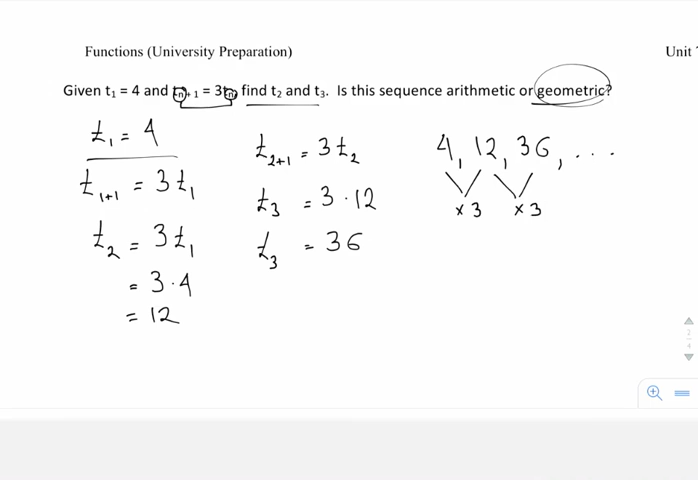 Functions (University Preparation) Unit
Given t₁ = 4 and tₙ₊₁ = 3tₙ, find t₂ and t₃. Is this sequence arithmetic or geometric?
t₁ = 4
t₁₊₁ = 3t₁
t₂ = 3t₁
= 3 · 4
= 12
t₂₊₁ = 3t₂
t₃ = 3 · 12
t₃ = 36
4, 12, 36, ...
×3 ×3